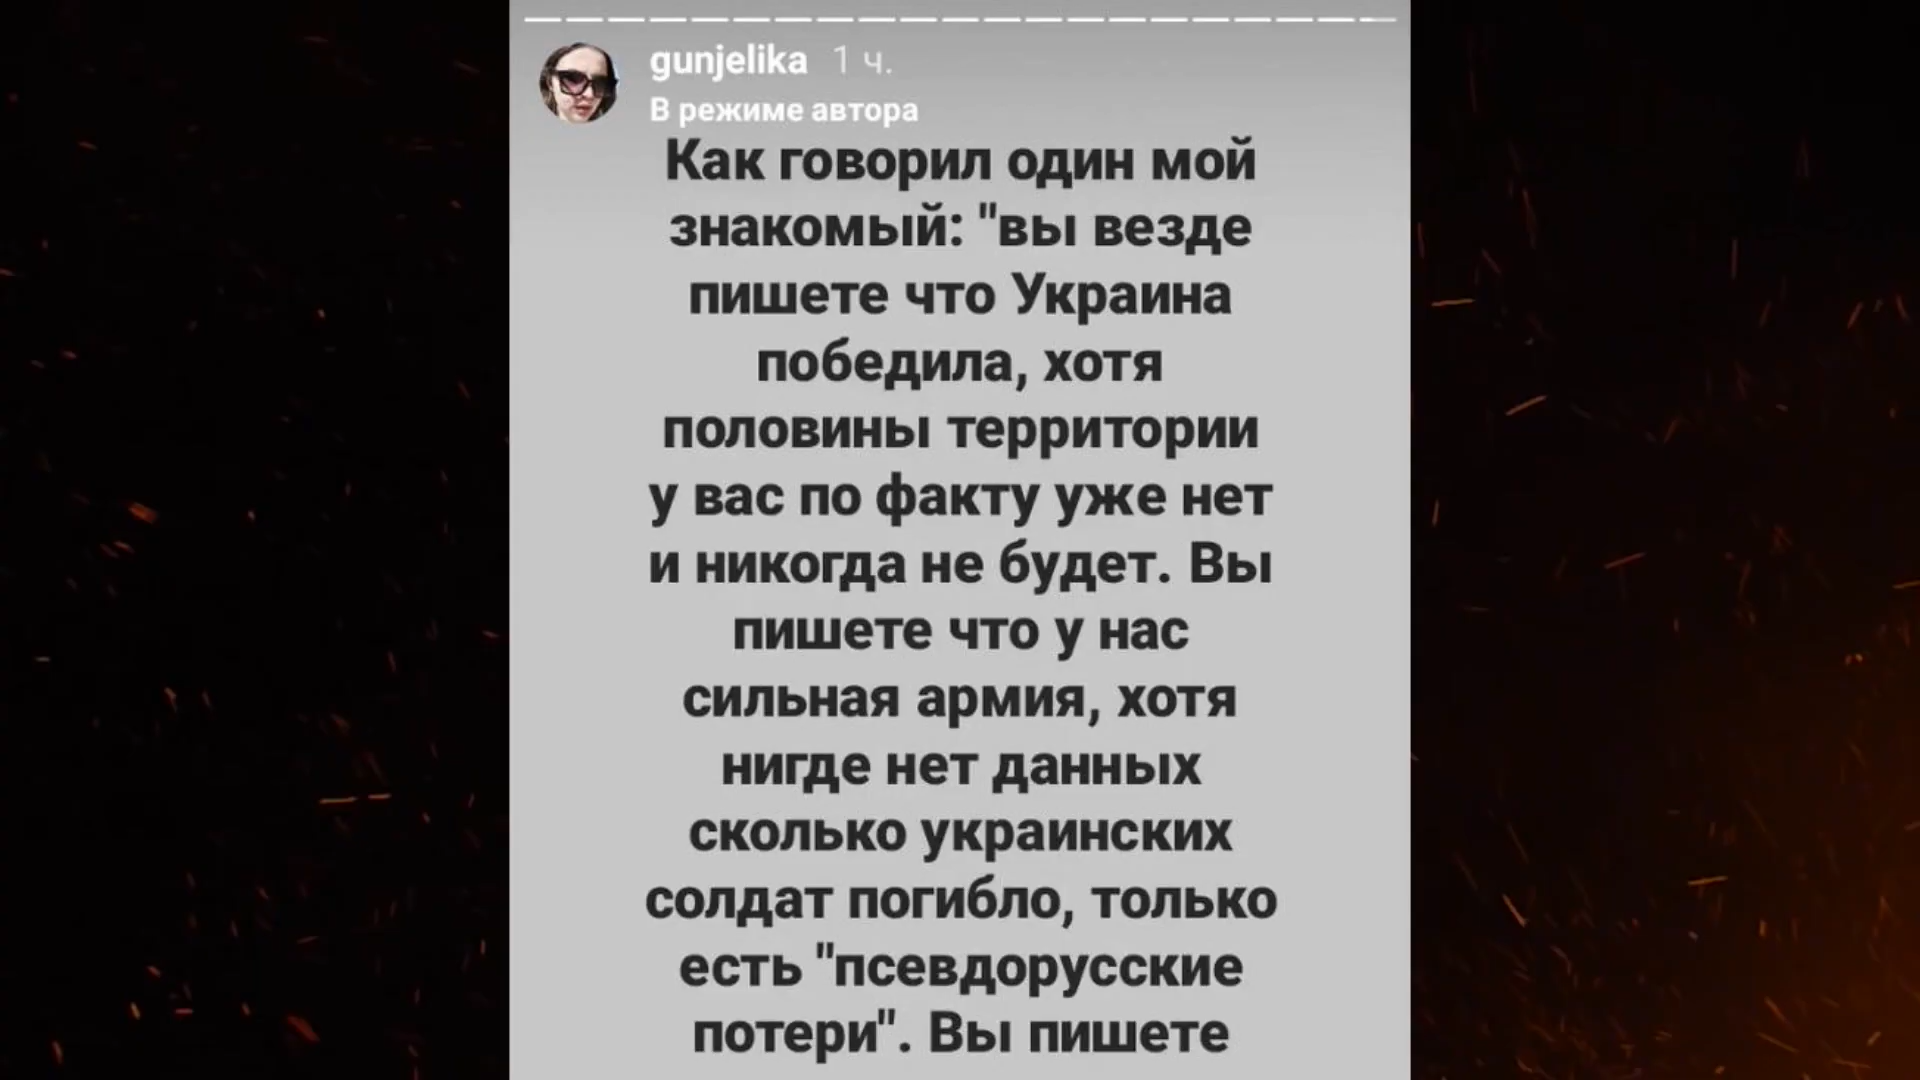 gunjelika 1 ч.
В режиме автора
Как говорил один мой
знакомый: "вы везде
пишете что Украина
победила, хотя
половины территории
у вас по факту уже нет
и никогда не будет. Вы
пишете что у нас
сильная армия, хотя
нигде нет данных
сколько украинских
солдат погибло, только
есть "псевдорусские
потери". Вы пишете